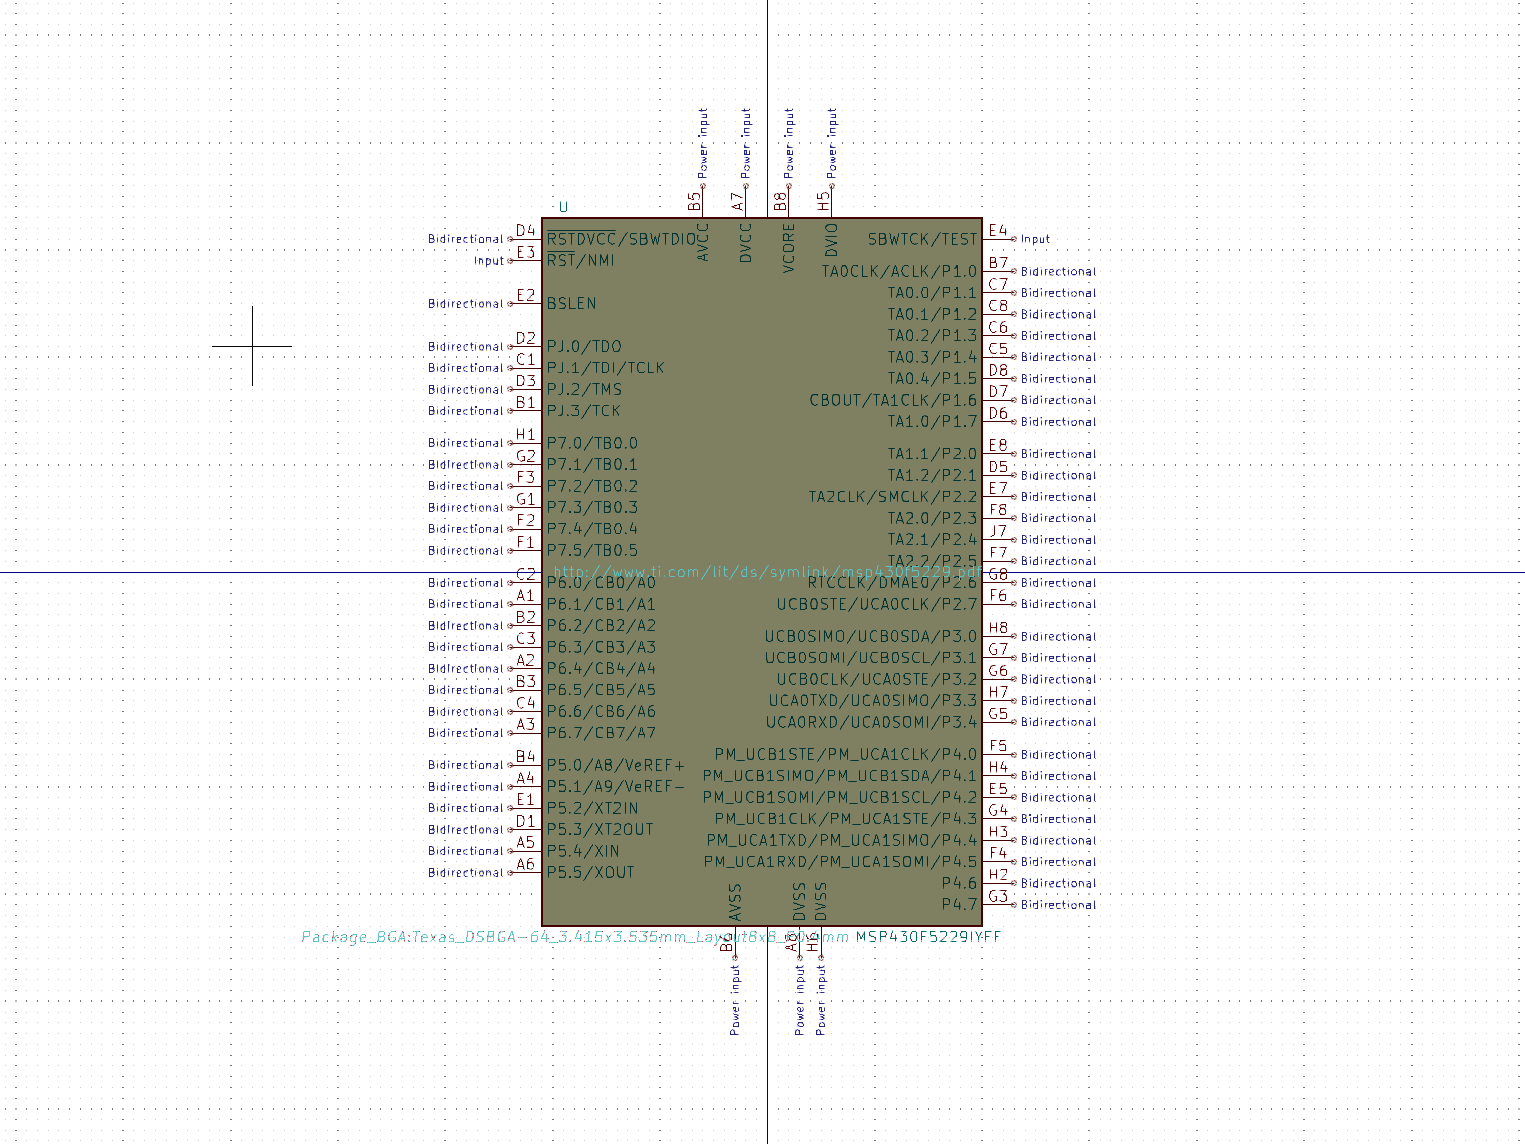 Power input Power input Power input Power input
B5 A7 B8 H5
U
AVCC DVCC VCORE DVIO
Bidirectional D4 RSTDVCC/SBWTDIO
Input E3 RST/NMI
Bidirectional E2 BSLEN
Bidirectional D2 PJ.0/TDO
Bidirectional C1 PJ.1/TDI/TCLK
Bidirectional D3 PJ.2/TMS
Bidirectional B1 PJ.3/TCK
Bidirectional H1 P7.0/TB0.0
Bidirectional G2 P7.1/TB0.1
Bidirectional F3 P7.2/TB0.2
Bidirectional G1 P7.3/TB0.3
Bidirectional F2 P7.4/TB0.4
Bidirectional F1 P7.5/TB0.5
Bidirectional C2 P6.0/CB0/A0
Bidirectional A1 P6.1/CB1/A1
Bidirectional B2 P6.2/CB2/A2
Bidirectional C3 P6.3/CB3/A3
Bidirectional A2 P6.4/CB4/A4
Bidirectional B3 P6.5/CB5/A5
Bidirectional C4 P6.6/CB6/A6
Bidirectional A3 P6.7/CB7/A7
Bidirectional B4 P5.0/A8/VeREF+
Bidirectional A4 P5.1/A9/VeREF-
Bidirectional E1 P5.2/XT2IN
Bidirectional D1 P5.3/XT2OUT
Bidirectional A5 P5.4/XIN
Bidirectional A6 P5.5/XOUT
SBWTCK/TEST E4 Input
TA0CLK/ACLK/P1.0 B7 Bidirectional
TA0.0/P1.1 C7 Bidirectional
TA0.1/P1.2 C8 Bidirectional
TA0.2/P1.3 C6 Bidirectional
TA0.3/P1.4 C5 Bidirectional
TA0.4/P1.5 D8 Bidirectional
CBOUT/TA1CLK/P1.6 D7 Bidirectional
TA1.0/P1.7 D6 Bidirectional
TA1.1/P2.0 E8 Bidirectional
TA1.2/P2.1 D5 Bidirectional
TA2CLK/SMCLK/P2.2 E7 Bidirectional
TA2.0/P2.3 F8 Bidirectional
TA2.1/P2.4 J7 Bidirectional
TA2.2/P2.5 F7 Bidirectional
http://www.ti.com/lit/ds/symlink/msp430f5229.pdf
RTCCLK/DMAE0/P2.6 G8 Bidirectional
UCB0STE/UCA0CLK/P2.7 F6 Bidirectional
UCB0SIMO/UCB0SDA/P3.0 H8 Bidirectional
UCB0SOMI/UCB0SCL/P3.1 G7 Bidirectional
UCB0CLK/UCA0STE/P3.2 G6 Bidirectional
UCA0TXD/UCA0SIMO/P3.3 H7 Bidirectional
UCA0RXD/UCA0SOMI/P3.4 G5 Bidirectional
PM_UCB1STE/PM_UCA1CLK/P4.0 F5 Bidirectional
PM_UCB1SIMO/PM_UCB1SDA/P4.1 H4 Bidirectional
PM_UCB1SOMI/PM_UCB1SCL/P4.2 E5 Bidirectional
PM_UCB1CLK/PM_UCA1STE/P4.3 G4 Bidirectional
PM_UCA1TXD/PM_UCA1SIMO/P4.4 H3 Bidirectional
PM_UCA1RXD/PM_UCA1SOMI/P4.5 F4 Bidirectional
P4.6 H2 Bidirectional
P4.7 G3 Bidirectional
AVSS DVSS DVSS
Package_BGA:Texas_DSBGA-64_3.415x3.535mm_Layout8x8_ MSP430F5229IYFF
Power input Power input Power input